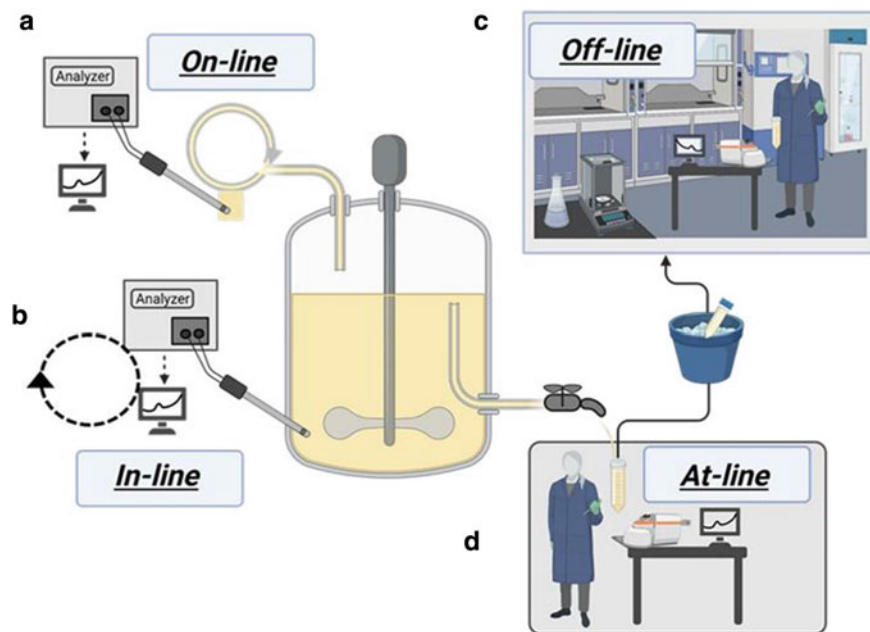 a
On-line
Analyzer
c
Off-line
b
Analyzer
In-line
At-line
d